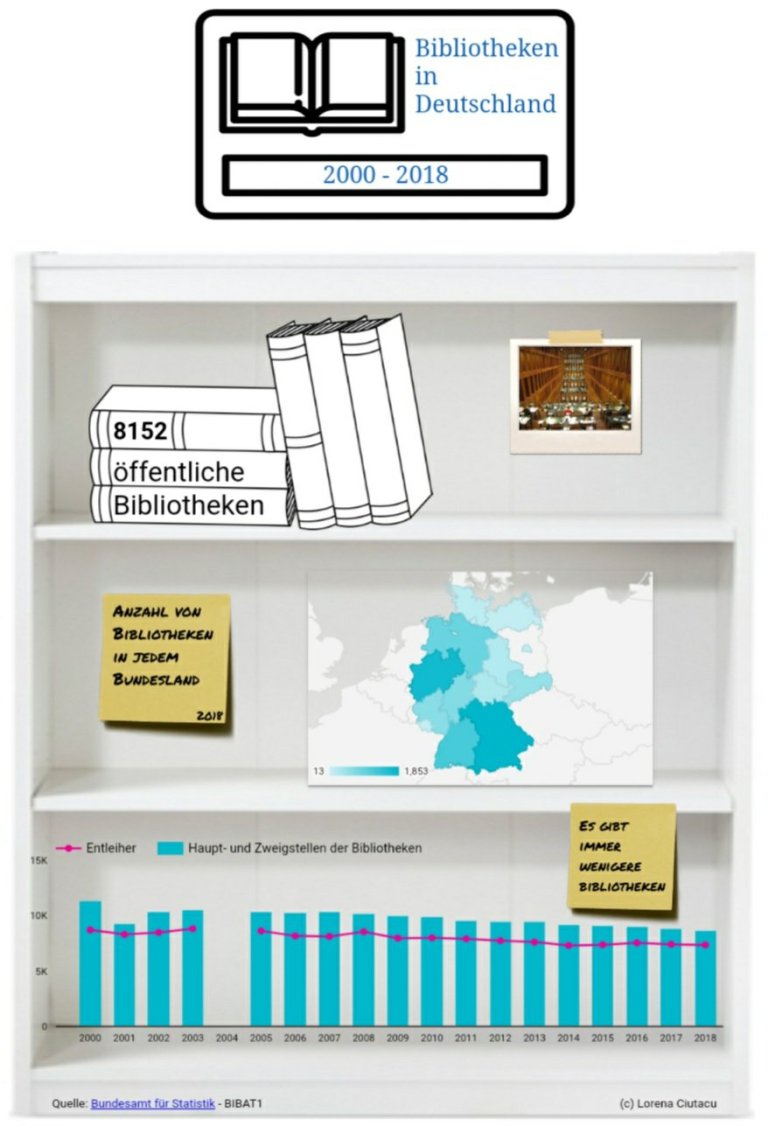 Bibliotheken
in
Deutschland
2000 - 2018
8152
öffentliche
Bibliotheken
Anzahl von
Bibliotheken
in jedem
Bundesland
2018
13 1,853
Es gibt
immer
wenigere
bibliotheken
Entleiher Haupt- und Zweigstellen der Bibliotheken
15K
10K
5K
0
2000 2001 2002 2003 2004 2005 2006 2007 2008 2009 2010 2011 2012 2013 2014 2015 2016 2017 2018
Quelle: Bundesamt für Statistik - BIBAT1 (c) Lorena Ciutacu